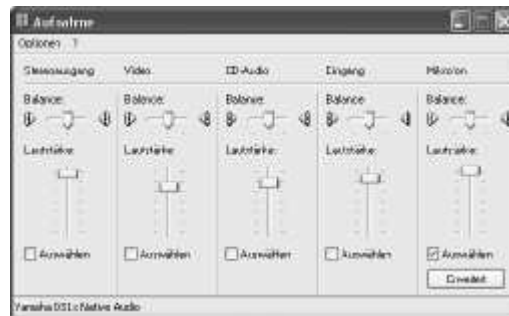 Aufnahme
Optionen ?
Stereoausgang Video CD-Audio Eingang Mikrofon
Balance: Balance: Balance: Balance: Balance:
Lautstärke: Lautstärke: Lautstärke: Lautstärke: Lautstärke:
Auswählen Auswählen Auswählen Auswählen Auswählen
Erweitert
Yamaha DS1x Native Audio